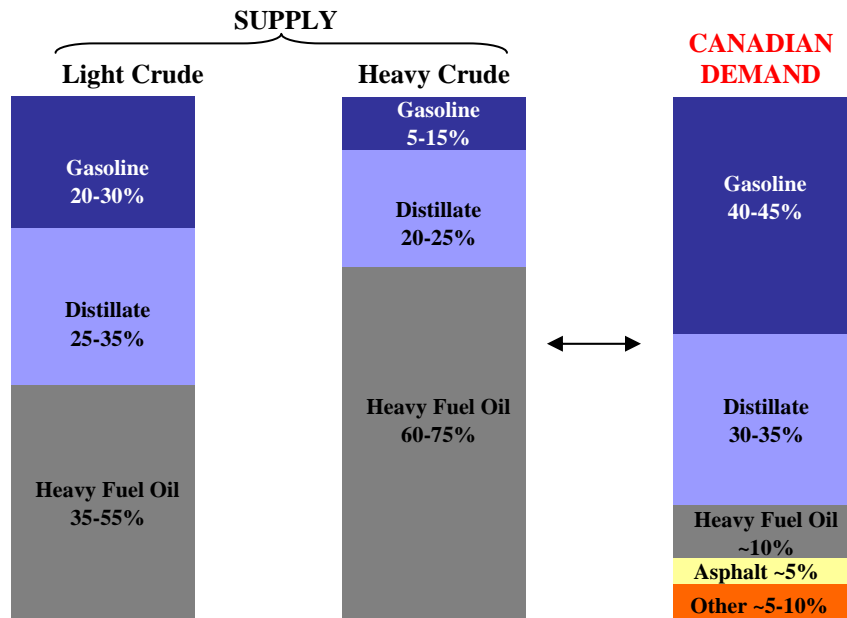 SUPPLY
Light Crude
Gasoline
20-30%
Distillate
25-35%
Heavy Fuel Oil
35-55%
Heavy Crude
Gasoline
5-15%
Distillate
20-25%
Heavy Fuel Oil
60-75%
CANADIAN
DEMAND
Gasoline
40-45%
Distillate
30-35%
Heavy Fuel Oil
~10%
Asphalt ~5%
Other ~5-10%